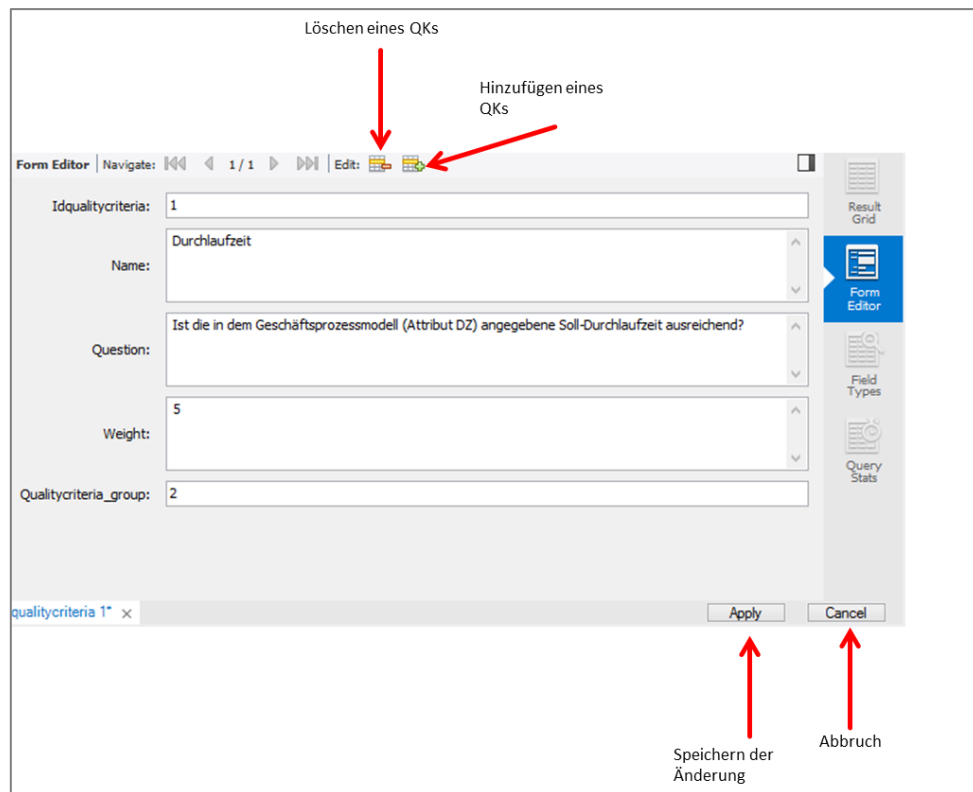 Löschen eines QKs
Hinzufügen eines
QKs
Form Editor Navigate: 1 / 1 Edit:
Idqualitycriteria: 1
Name: Durchlaufzeit
Question: Ist die in dem Geschäftsprozessmodell (Attribut DZ) angegebene Soll-Durchlaufzeit ausreichend?
Weight: 5
Qualitycriteria_group: 2
Result
Grid
Form
Editor
Field
Types
Query
Stats
qualitycriteria 1*
Apply
Cancel
Speichern der
Änderung
Abbruch